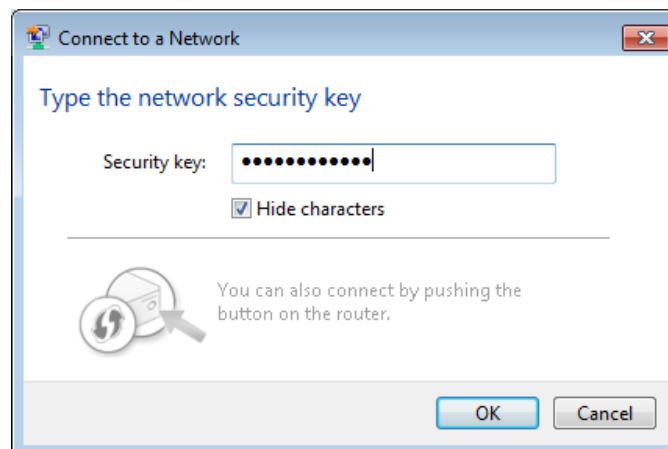 Connect to a Network
Type the network security key
Security key: ••••••••••••
Hide characters
You can also connect by pushing the
button on the router.
OK Cancel